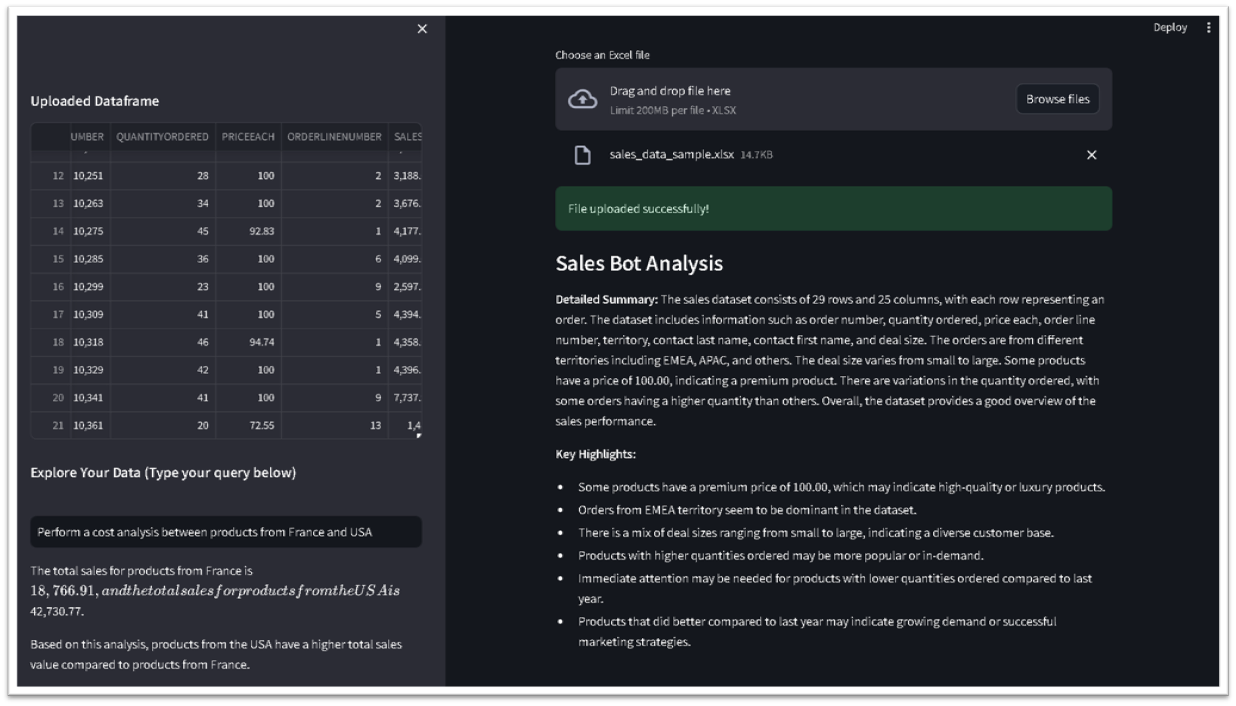 Deploy
Uploaded Dataframe
UMBER QUANTITYORDERED PRICEEACH ORDERLINENUMBER SALES
12 10,251 28 100 2 3,188.
13 10,263 34 100 2 3,676.
14 10,275 45 92.83 1 4,177.
15 10,285 36 100 6 4,099.
16 10,299 23 100 9 2,597.
17 10,309 41 100 5 4,394.
18 10,318 46 94.74 1 4,358.
19 10,329 42 100 1 4,396.
20 10,341 41 100 9 7,737.
21 10,361 20 72.55 13 1,4
Explore Your Data (Type your query below)
Perform a cost analysis between products from France and USA
The total sales for products from France is
18,766.91,andthetotalsalesforproductsfromtheUSAis
42,730.77.
Based on this analysis, products from the USA have a higher total sales
value compared to products from France.
Choose an Excel file
Drag and drop file here
Limit 200MB per file • XLSX
Browse files
sales_data_sample.xlsx 14.7KB
File uploaded successfully!
Sales Bot Analysis
Detailed Summary: The sales dataset consists of 29 rows and 25 columns, with each row representing an
order. The dataset includes information such as order number, quantity ordered, price each, order line
number, territory, contact last name, contact first name, and deal size. The orders are from different
territories including EMEA, APAC, and others. The deal size varies from small to large. Some products
have a price of 100.00, indicating a premium product. There are variations in the quantity ordered, with
some orders having a higher quantity than others. Overall, the dataset provides a good overview of the
sales performance.
Key Highlights:
• Some products have a premium price of 100.00, which may indicate high-quality or luxury products.
• Orders from EMEA territory seem to be dominant in the dataset.
• There is a mix of deal sizes ranging from small to large, indicating a diverse customer base.
• Products with higher quantities ordered may be more popular or in-demand.
• Immediate attention may be needed for products with lower quantities ordered compared to last
year.
• Products that did better compared to last year may indicate growing demand or successful
marketing strategies.